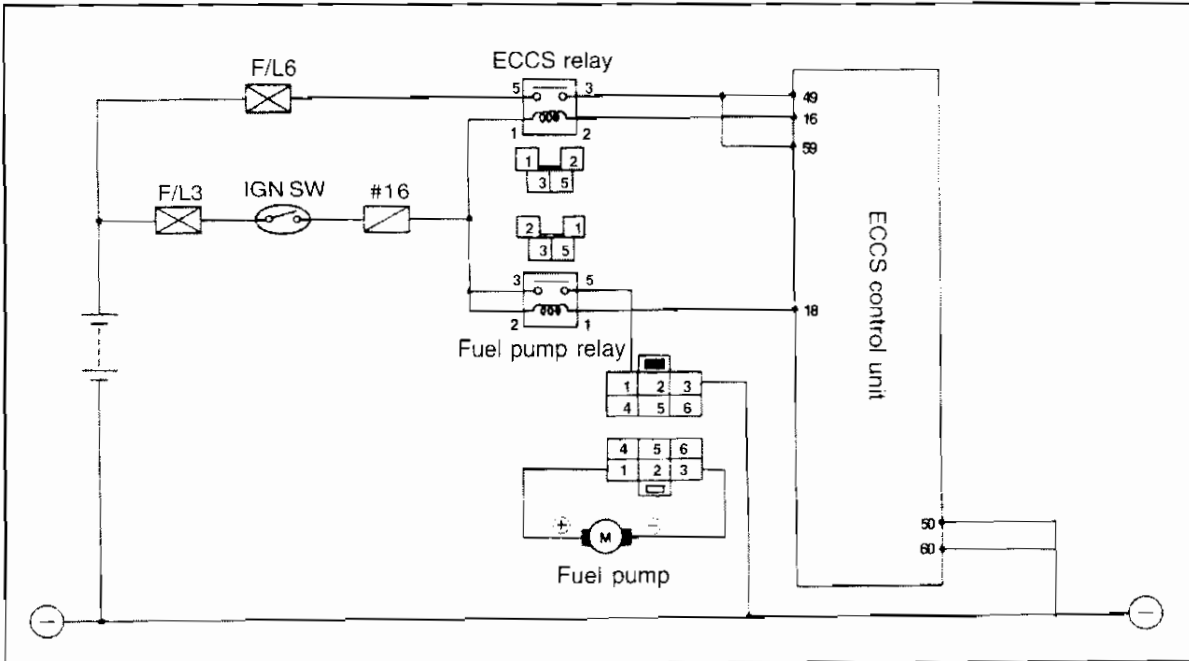 F/L6
ECCS relay
5 3
1 2
49
16
59
1 2
3 5
F/L3 IGN SW #16
2 1
3 5
3 5
2 1
Fuel pump relay
18
ECCS control unit
1 2 3
4 5 6
4 5 6
1 2 3
+ −
M
Fuel pump
50
60
− −